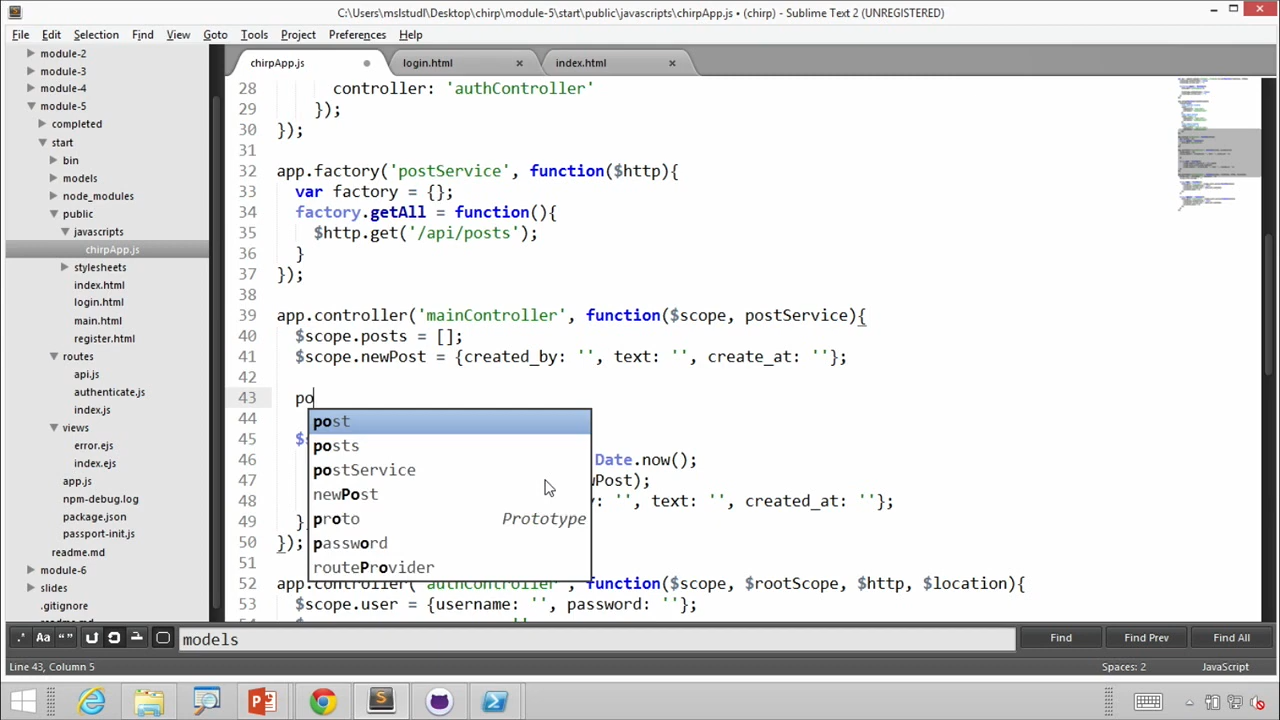 C:\Users\mslstudl\Desktop\chirp\module-5\start\public\javascripts\chirpApp.js • (chirp) - Sublime Text 2 (UNREGISTERED)
File Edit Selection Find View Goto Tools Project Preferences Help
module-2
module-3
module-4
module-5
completed
start
bin
models
node_modules
public
javascripts
chirpApp.js
stylesheets
index.html
login.html
main.html
register.html
routes
api.js
authenticate.js
index.js
views
error.ejs
index.ejs
app.js
npm-debug.log
package.json
passport-init.js
readme.md
module-6
slides
.gitignore
chirpApp.js login.html index.html
28 controller: 'authController'
29 });
30 });
31
32 app.factory('postService', function($http){
33 var factory = {};
34 factory.getAll = function(){
35 $http.get('/api/posts');
36 }
37 });
38
39 app.controller('mainController', function($scope, postService){
40 $scope.posts = [];
41 $scope.newPost = {created_by: '', text: '', create_at: ''};
42
43 po
44
45
46 Date.now();
47 wPost);
48 : '', text: '', created_at: ''};
49 }
50 });
51
52 app.controller('authController', function($scope, $rootScope, $http, $location){
53 $scope.user = {username: '', password: ''};
post
posts
postService
newPost
proto Prototype
password
routeProvider
.* Aa “” models Find Find Prev Find All
Line 43, Column 5 Spaces: 2 JavaScript